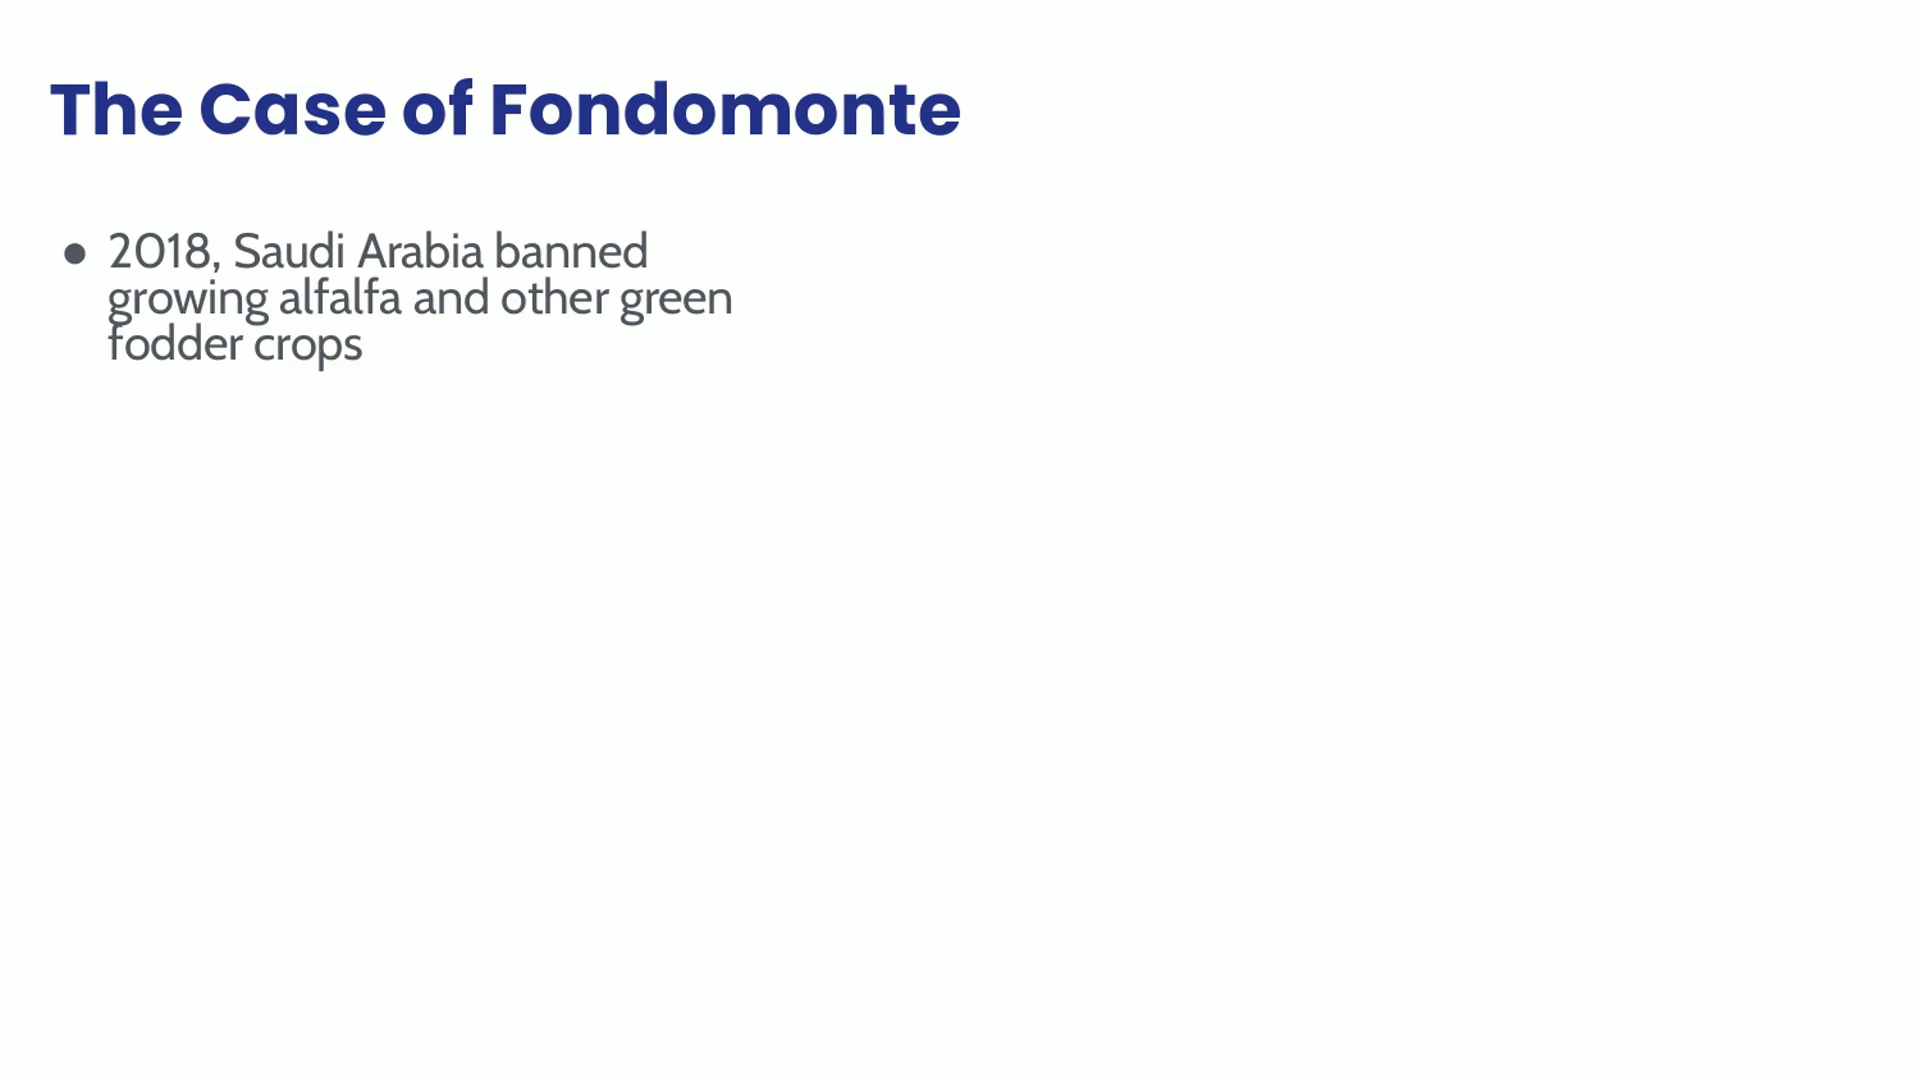 The Case of Fondomonte
● 2018, Saudi Arabia banned
growing alfalfa and other green
fodder crops